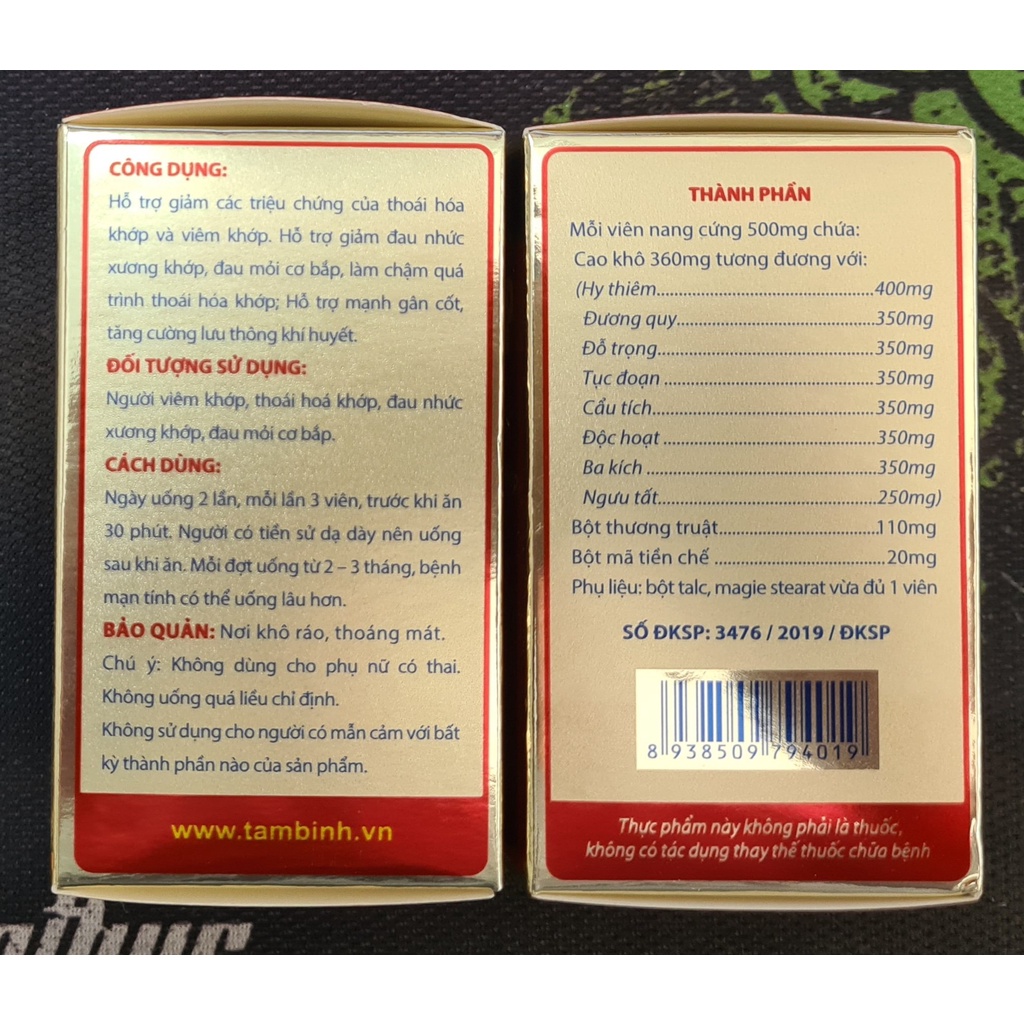 CÔNG DỤNG:
Hỗ trợ giảm các triệu chứng của thoái hóa
khớp và viêm khớp. Hỗ trợ giảm đau nhức
xương khớp, đau mỏi cơ bắp, làm chậm quá
trình thoái hóa khớp; Hỗ trợ mạnh gân cốt,
tăng cường lưu thông khí huyết.
ĐỐI TƯỢNG SỬ DỤNG:
Người viêm khớp, thoái hoá khớp, đau nhức
xương khớp, đau mỏi cơ bắp.
CÁCH DÙNG:
Ngày uống 2 lần, mỗi lần 3 viên, trước khi ăn
30 phút. Người có tiền sử dạ dày nên uống
sau khi ăn. Mỗi đợt uống từ 2 – 3 tháng, bệnh
mạn tính có thể uống lâu hơn.
BẢO QUẢN: Nơi khô ráo, thoáng mát.
Chú ý: Không dùng cho phụ nữ có thai.
Không uống quá liều chỉ định.
Không sử dụng cho người có mẫn cảm với bất
kỳ thành phần nào của sản phẩm.
www.tambinh.vn
THÀNH PHẦN
Mỗi viên nang cứng 500mg chứa:
Cao khô 360mg tương đương với:
(Hy thiêm.......................................400mg
Đương quy....................................350mg
Đỗ trọng.......................................350mg
Tục đoạn ......................................350mg
Cẩu tích........................................350mg
Độc hoạt ......................................350mg
Ba kích .........................................350mg
Ngưu tất.......................................250mg)
Bột thương truật............................110mg
Bột mã tiền chế ..............................20mg
Phụ liệu: bột talc, magie stearat vừa đủ 1 viên
SỐ ĐKSP: 3476 / 2019 / ĐKSP
8 938509 794019
Thực phẩm này không phải là thuốc,
không có tác dụng thay thế thuốc chữa bệnh